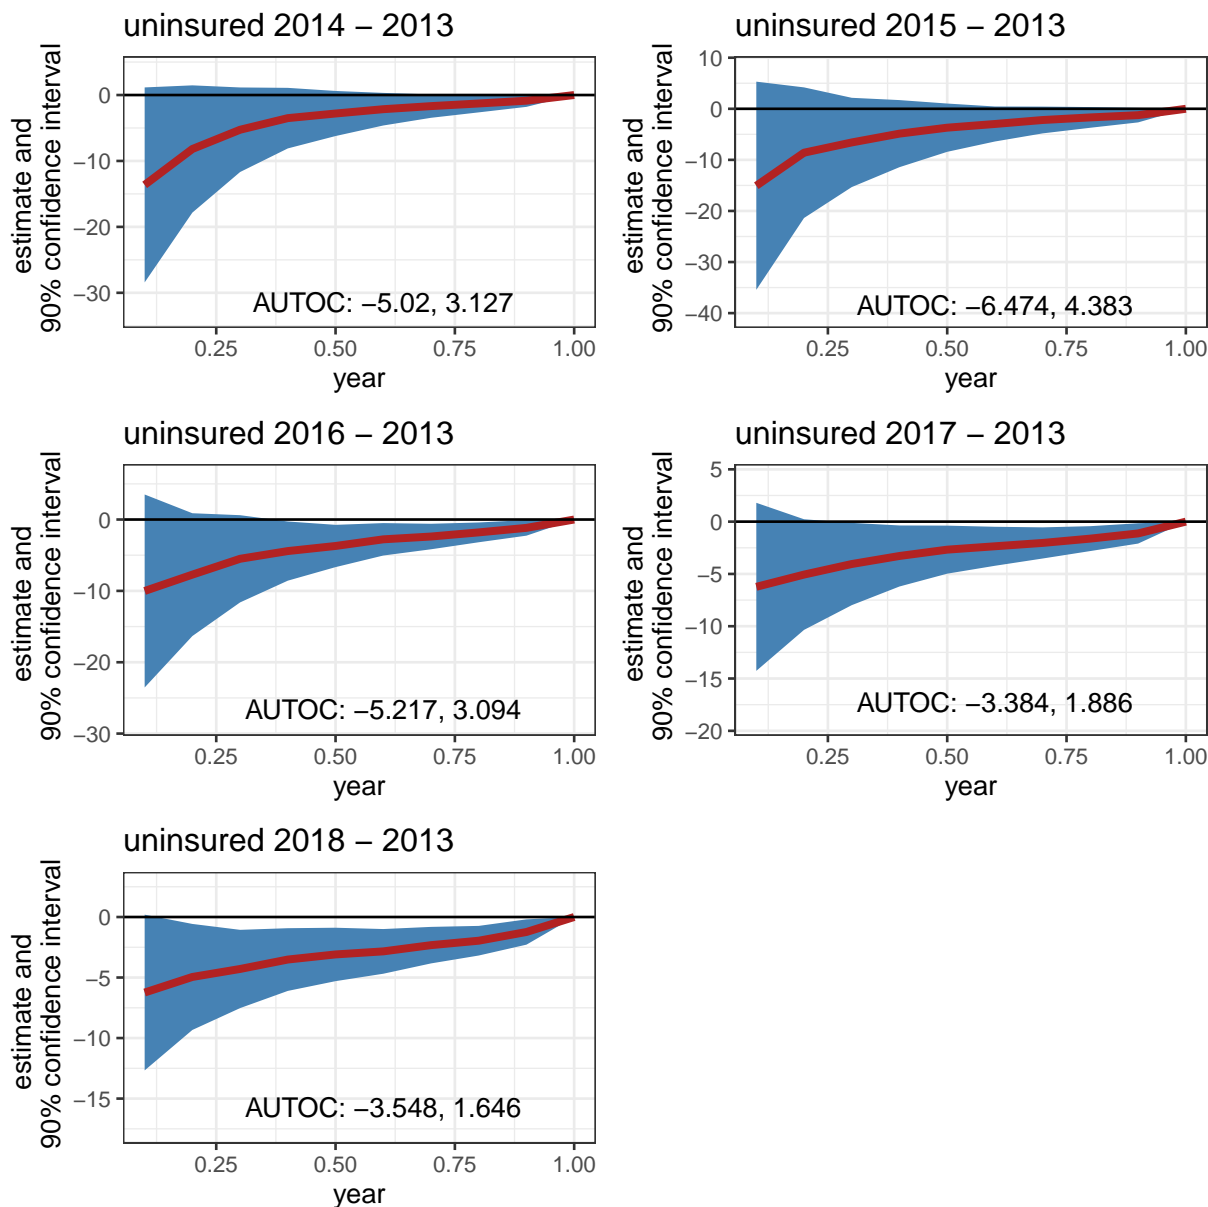 uninsured 2014 − 2013
estimate and
90% confidence interval
0
−10
−20
−30
AUTOC: −5.02, 3.127
0.25 0.50 0.75 1.00
year
uninsured 2015 − 2013
estimate and
90% confidence interval
10
0
−10
−20
−30
−40
AUTOC: −6.474, 4.383
0.25 0.50 0.75 1.00
year
uninsured 2016 − 2013
estimate and
90% confidence interval
0
−10
−20
−30
AUTOC: −5.217, 3.094
0.25 0.50 0.75 1.00
year
uninsured 2017 − 2013
estimate and
90% confidence interval
5
0
−5
−10
−15
−20
AUTOC: −3.384, 1.886
0.25 0.50 0.75 1.00
year
uninsured 2018 − 2013
estimate and
90% confidence interval
0
−5
−10
−15
AUTOC: −3.548, 1.646
0.25 0.50 0.75 1.00
year